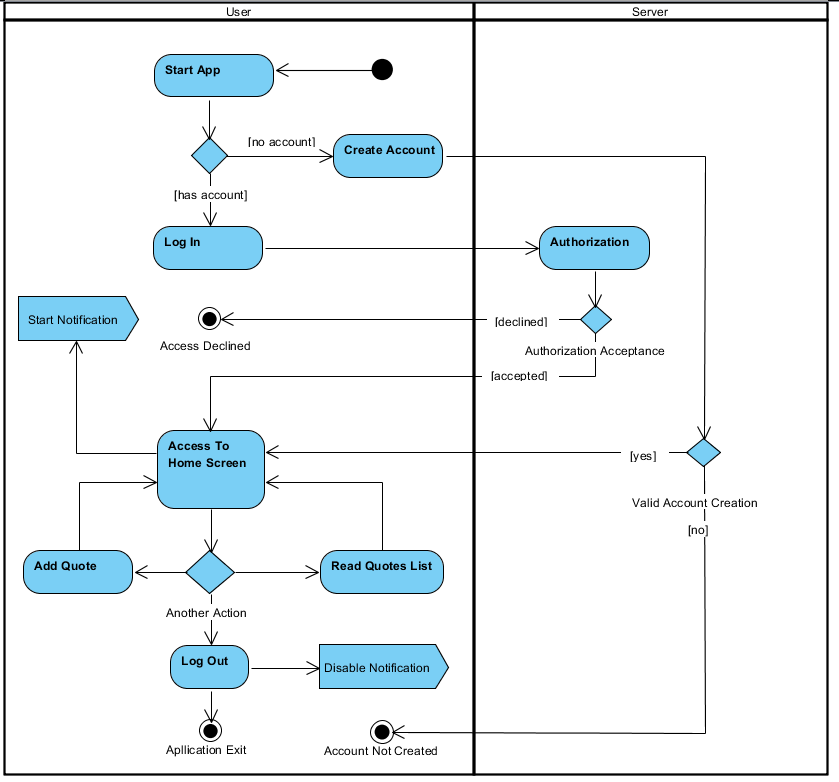 User
Server
Start App
[no account]
Create Account
[has account]
Log In
Authorization
Start Notification
[declined]
Access Declined
Authorization Acceptance
[accepted]
Access To
Home Screen
[yes]
Valid Account Creation
[no]
Add Quote
Read Quotes List
Another Action
Log Out
Disable Notification
Apllication Exit
Account Not Created